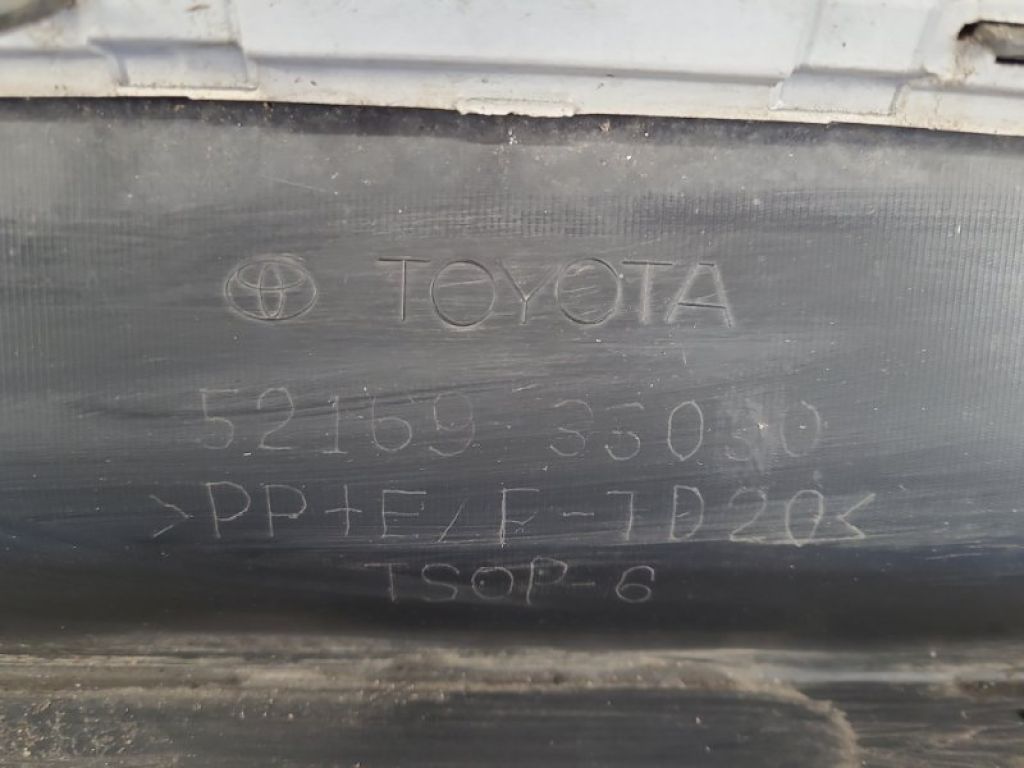 TOYOTA
52169 35030
>PP+E/R-TD20<
TSOP-6